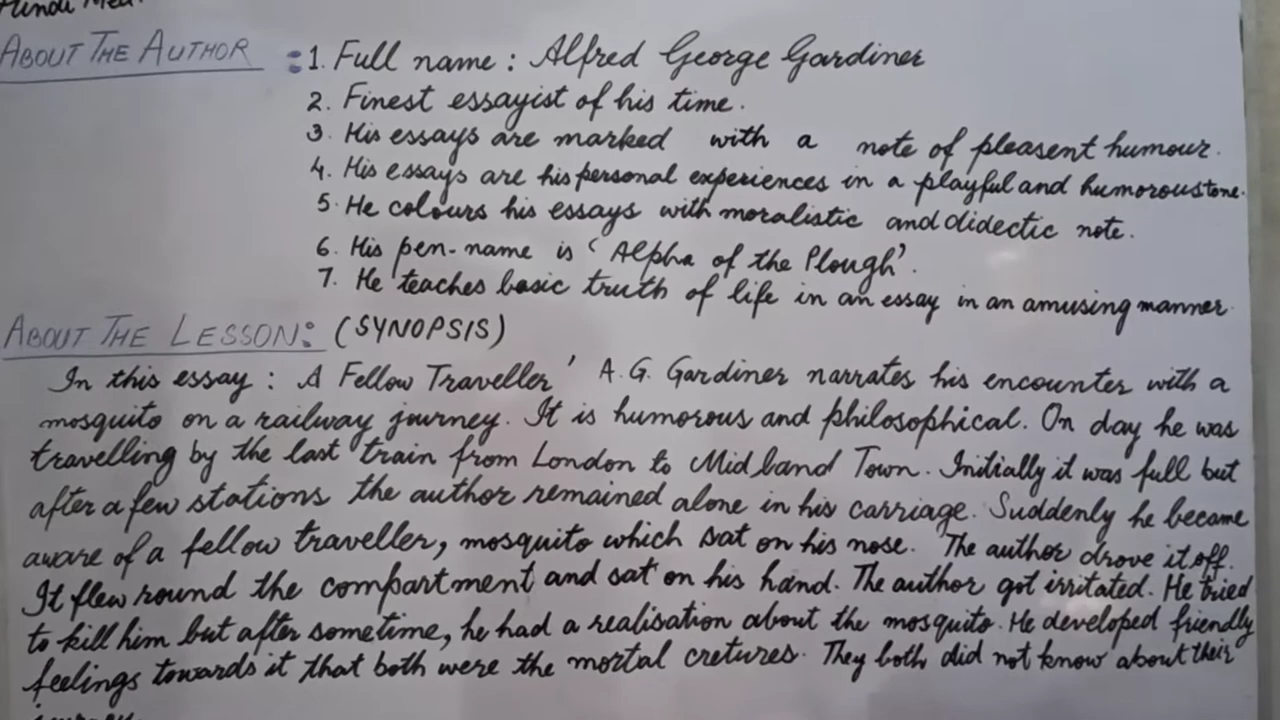 Hindi Med.
ABOUT THE AUTHOR : 1. Full name : Alfred George Gardiner
2. Finest essayist of his time.
3. His essays are marked with a note of pleasent humour.
4. His essays are his personal experiences in a playful and humorous tone.
5. He colours his essays with moralistic and didectic note.
6. His pen-name is 'Alpha of the Plough'.
7. He teaches basic truth of life in an essay in an amusing manner.
ABOUT THE LESSON: (SYNOPSIS)
In this essay : A Fellow Traveller' A.G. Gardiner narrates his encounter with a
mosquito on a railway journey. It is humorous and philosophical. On day he was
travelling by the last train from London to Midband Town. Initially it was full but
after a few stations the author remained alone in his carriage. Suddenly he became
aware of a fellow traveller, mosquito which sat on his nose. The author drove it off.
It flew round the compartment and sat on his hand. The author got irritated. He tried
to kill him but after sometime, he had a realisation about the mosquito. He developed friendly
feelings towards it that both were the mortal cretures. They both did not know about their
journey.